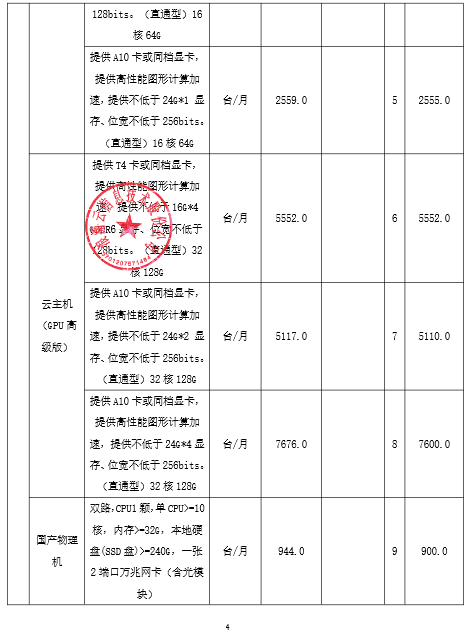 128bits。（直通型）16
核 64G
提供 A10 卡或同档显卡，
提供高性能图形计算加
速，提供不低于 24G*1 显
存、位宽不低于 256bits。
（直通型）16 核 64G
台/月
2559.0
5
2555.0
云主机
（GPU 高
级版）
提供 T4 卡或同档显卡，
提供高性能图形计算加
速，提供不低于 16G*4
存、位宽不低于
128bits。（直通型）32
核 128G
台/月
5552.0
6
5552.0
提供 A10 卡或同档显卡，
提供高性能图形计算加
速，提供不低于 24G*2 显
存、位宽不低于 256bits。
（直通型）32 核 128G
台/月
5117.0
7
5110.0
提供 A10 卡或同档显卡，
提供高性能图形计算加
速，提供不低于 24G*4 显
存、位宽不低于 256bits。
（直通型）32 核 128G
台/月
7676.0
8
7600.0
国产物理
机
双路，CPU1 颗，单 CPU>=10
核，内存>=32G，本地硬
盘(SSD 盘)>=240G，一张
2 端口万兆网卡（含光模
块）
台/月
944.0
9
900.0
4